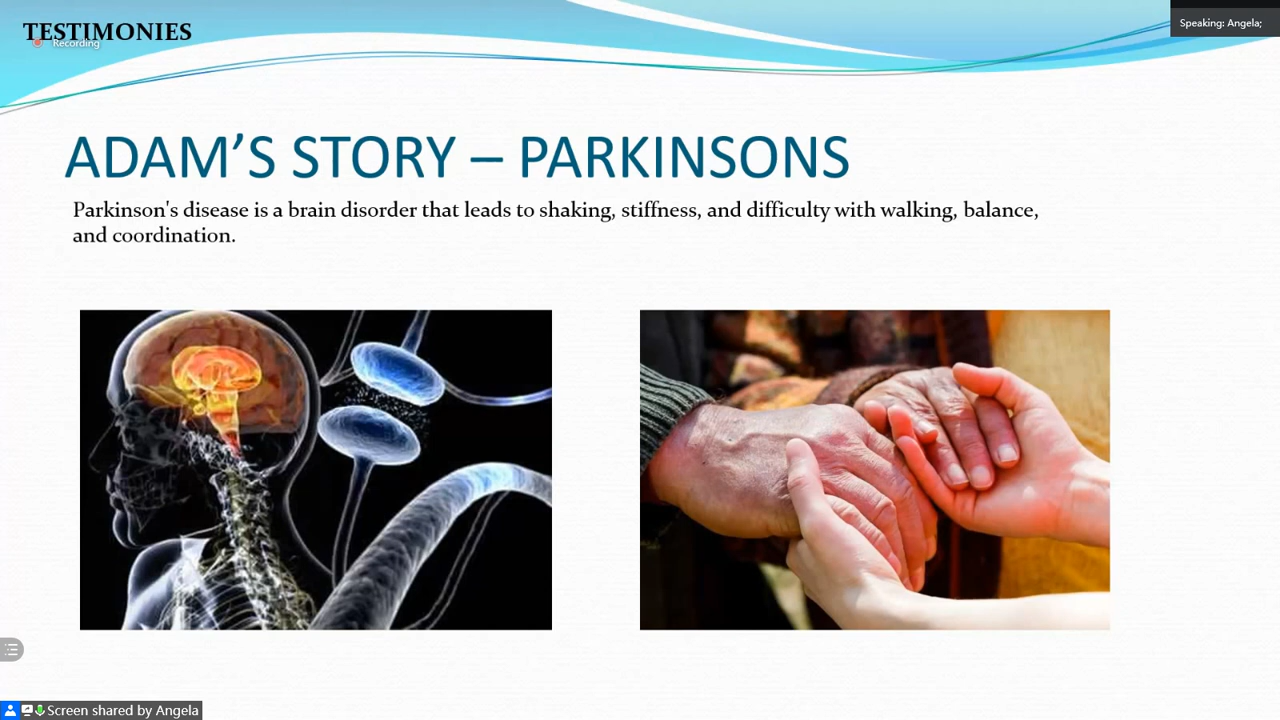 TESTIMONIES
Recording
Speaking: Angela;
ADAM’S STORY – PARKINSONS
Parkinson's disease is a brain disorder that leads to shaking, stiffness, and difficulty with walking, balance,
and coordination.
Screen shared by Angela